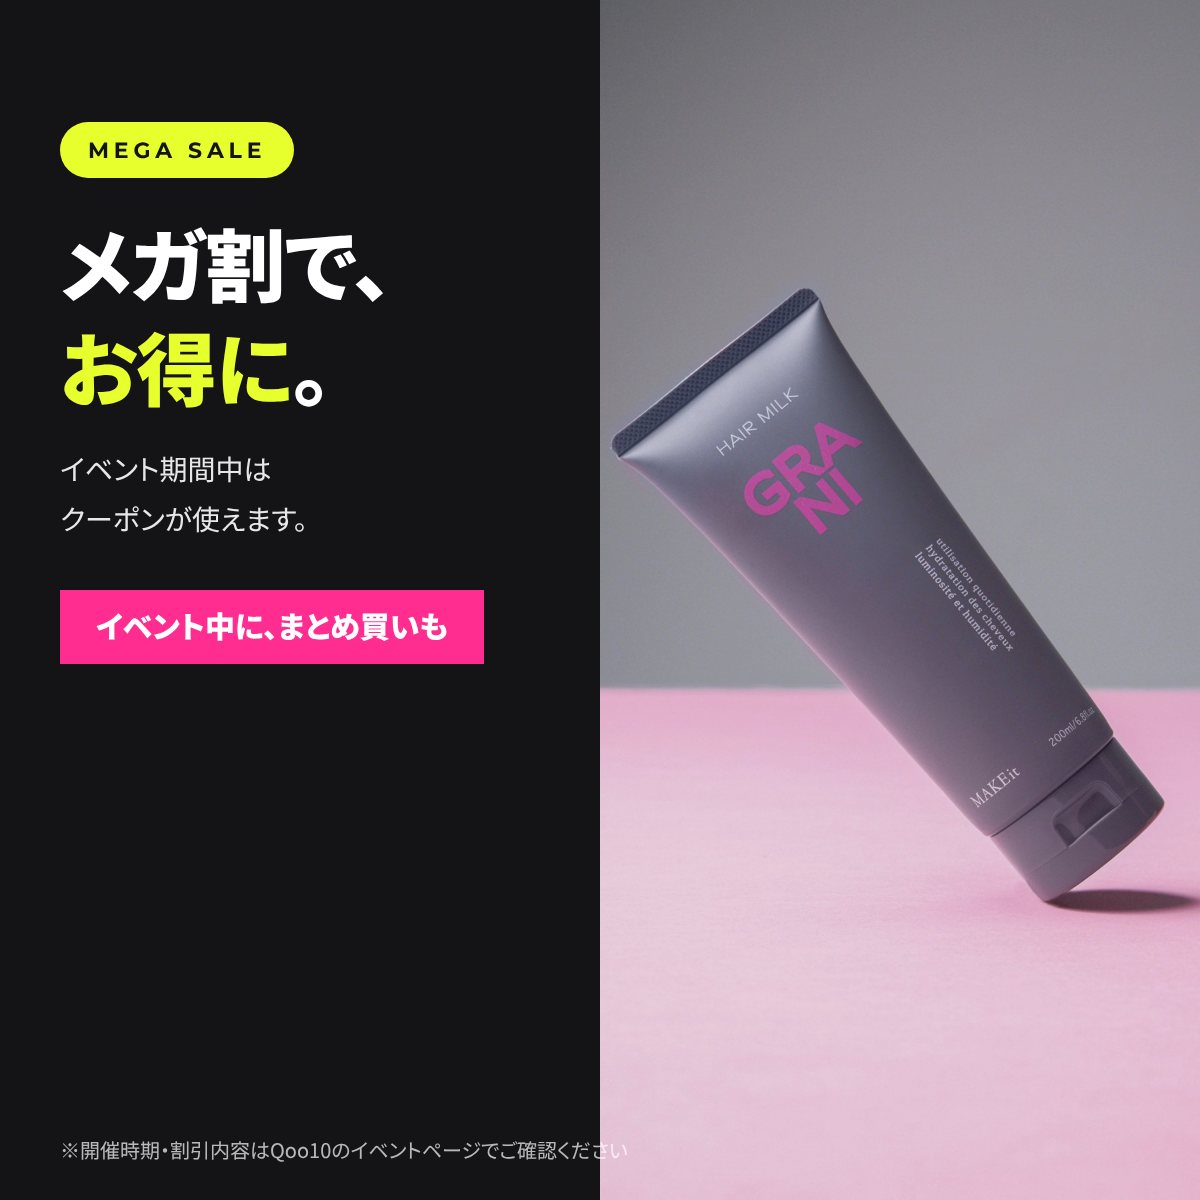 MEGA SALE
メガ割で、
お得に。
イベント期間中は
クーポンが使えます。
イベント中に、まとめ買いも
※開催時期・割引内容はQoo10のイベントページでご確認ください
HAIR MILK
GRA
NI
utilisation quotidienne
hydratation des cheveux
luminosité et humidité
200ml/6.8fl.oz
MAKEit